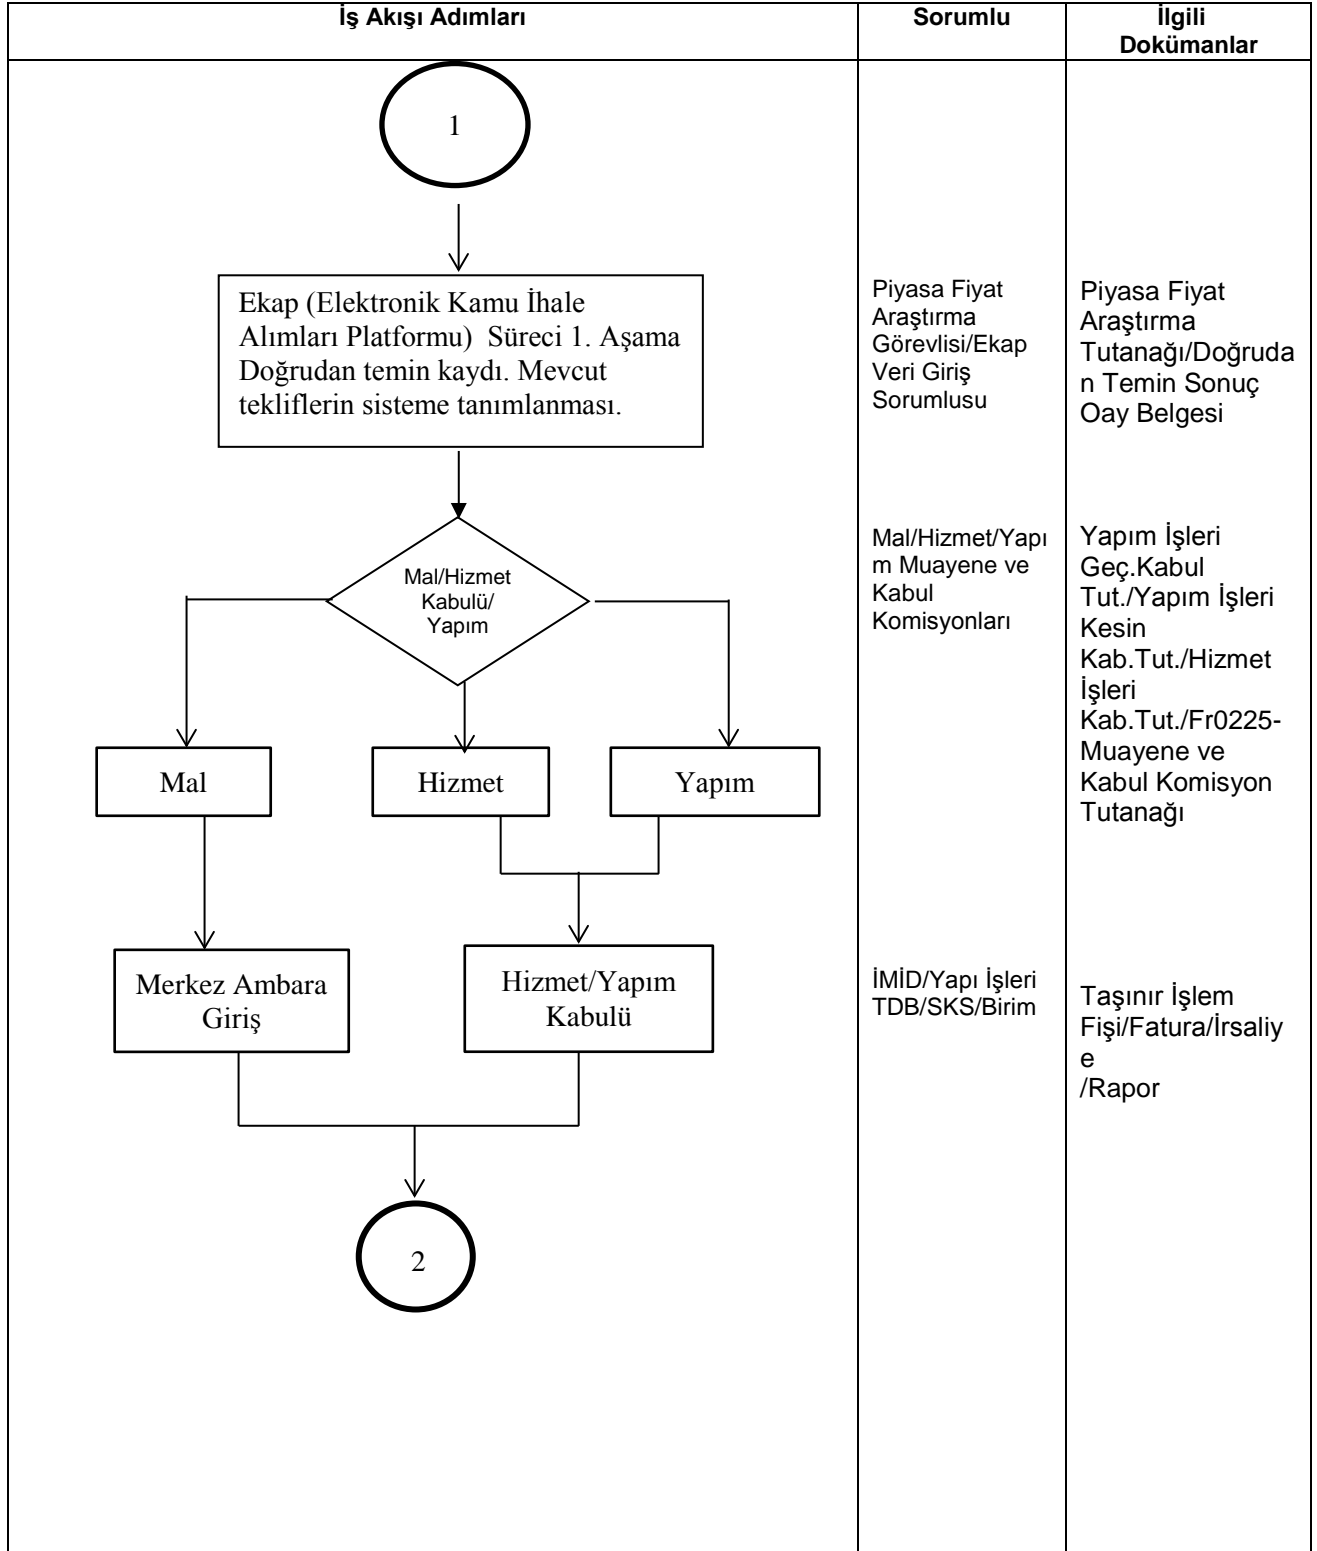 İş Akışı Adımları
Sorumlu
İlgili
Dokümanlar
1
Ekap (Elektronik Kamu İhale
Alımları Platformu)  Süreci 1. Aşama
Doğrudan temin kaydı. Mevcut
tekliflerin sisteme tanımlanması.
Piyasa Fiyat
Araştırma
Görevlisi/Ekap
Veri Giriş
Sorumlusu
Piyasa Fiyat
Araştırma
Tutanağı/Doğruda
n Temin Sonuç
Oay Belgesi
Mal/Hizmet
Kabulü/
Yapım
Mal/Hizmet/Yapı
m Muayene ve
Kabul
Komisyonları
Yapım İşleri
Geç.Kabul
Tut./Yapım İşleri
Kesin
Kab.Tut./Hizmet
İşleri
Kab.Tut./Fr0225-
Muayene ve
Kabul Komisyon
Tutanağı
Mal
Hizmet
Yapım
Merkez Ambara
Giriş
Hizmet/Yapım
Kabulü
İMİD/Yapı İşleri
TDB/SKS/Birim
Taşınır İşlem
Fişi/Fatura/İrsaliy
e
/Rapor
2